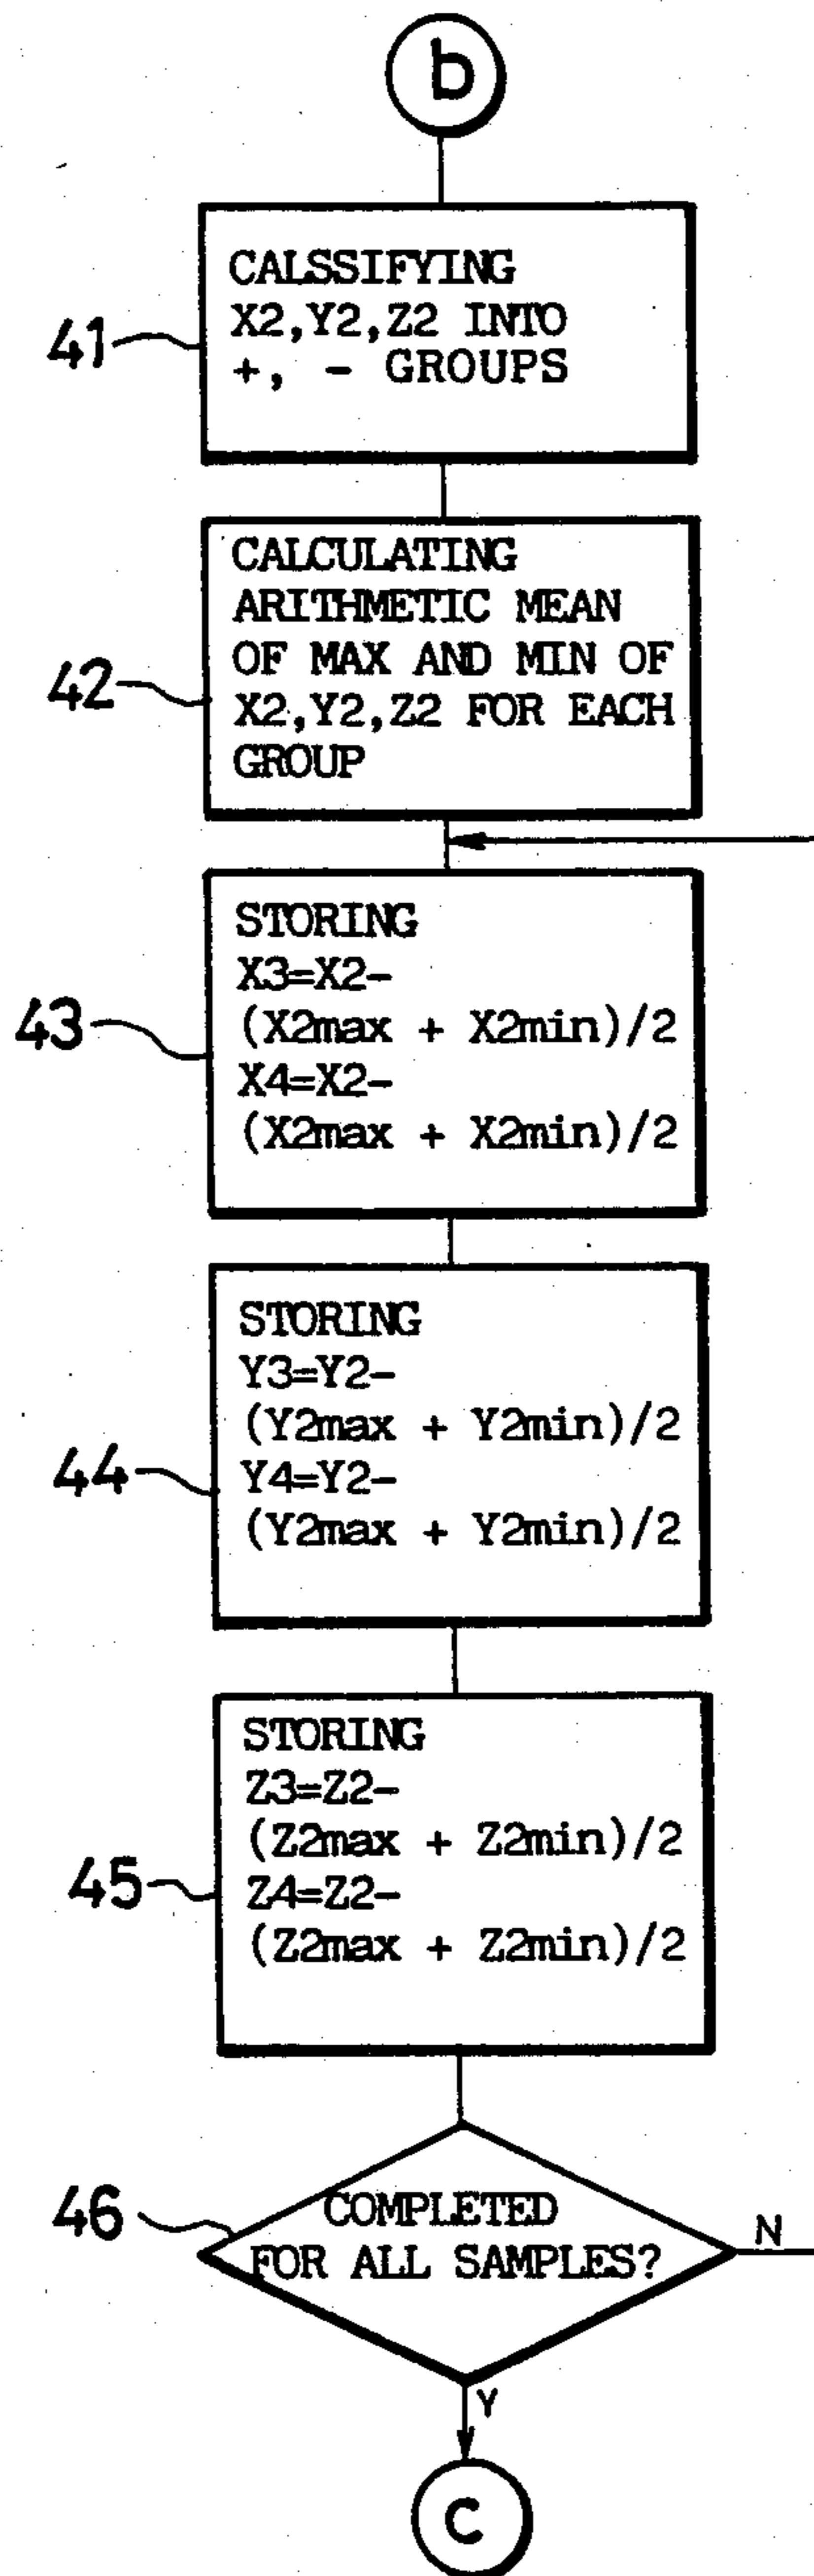 b
41
CALSSIFYING
X2,Y2,Z2 INTO
+, - GROUPS
42
CALCULATING
ARITHMETIC MEAN
OF MAX AND MIN OF
X2,Y2,Z2 FOR EACH
GROUP
43
STORING
X3=X2-
(X2max + X2min)/2
X4=X2-
(X2max + X2min)/2
44
STORING
Y3=Y2-
(Y2max + Y2min)/2
Y4=Y2-
(Y2max + Y2min)/2
45
STORING
Z3=Z2-
(Z2max + Z2min)/2
Z4=Z2-
(Z2max + Z2min)/2
46
COMPLETED
FOR ALL SAMPLES?
N
Y
C